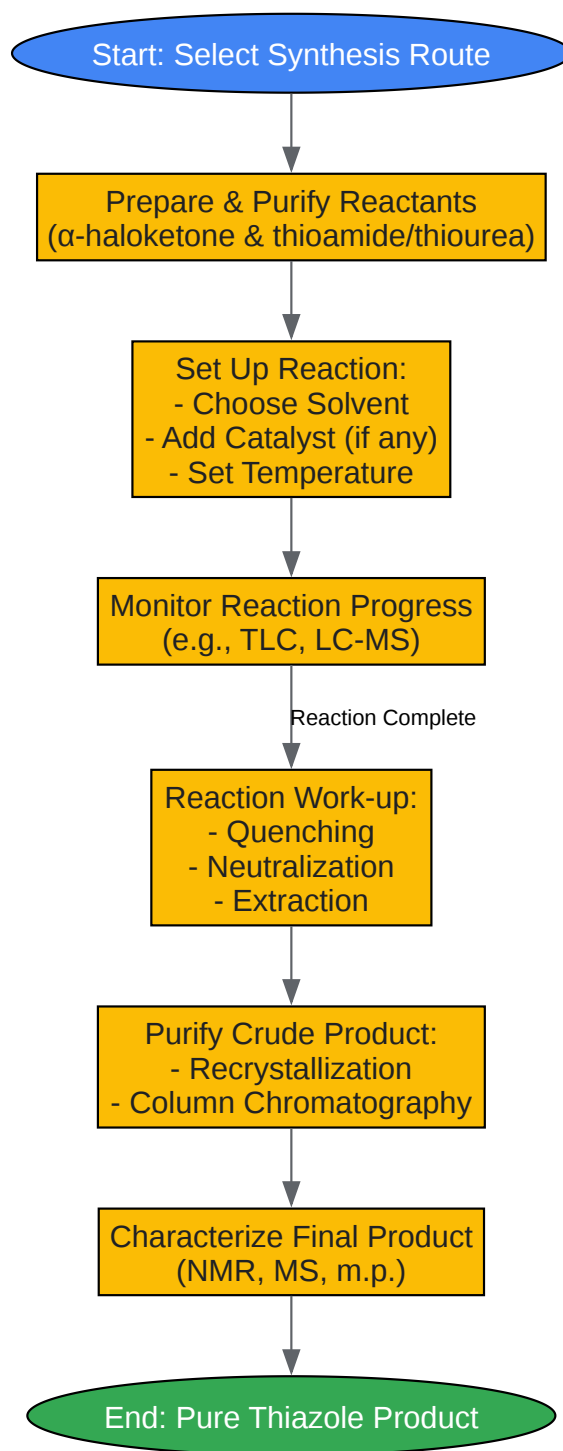 Start: Select Synthesis Route
Prepare & Purify Reactants
(α-haloketone & thioamide/thiourea)
Set Up Reaction:
- Choose Solvent
- Add Catalyst (if any)
- Set Temperature
Monitor Reaction Progress
(e.g., TLC, LC-MS)
Reaction Complete
Reaction Work-up:
- Quenching
- Neutralization
- Extraction
Purify Crude Product:
- Recrystallization
- Column Chromatography
Characterize Final Product
(NMR, MS, m.p.)
End: Pure Thiazole Product